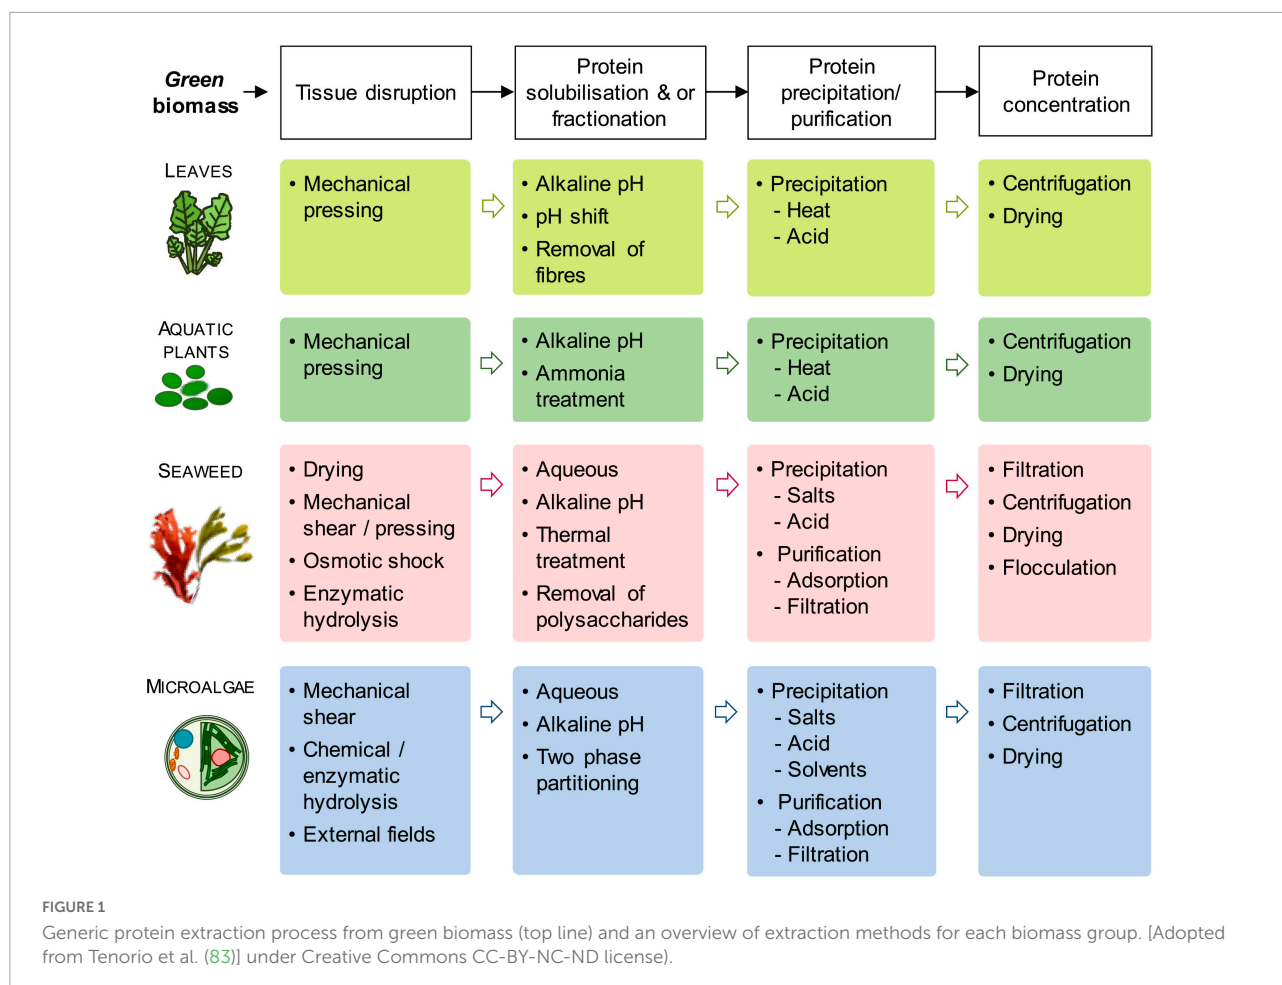 Green
biomass
Tissue disruption
Protein
solubilisation & or
fractionation
Protein
precipitation/
purification
Protein
concentration
LEAVES
• Mechanical
pressing
• Alkaline pH
• pH shift
• Removal of
fibres
• Precipitation
- Heat
- Acid
• Centrifugation
• Drying
AQUATIC
PLANTS
• Mechanical
pressing
• Alkaline pH
• Ammonia
treatment
• Precipitation
- Heat
- Acid
• Centrifugation
• Drying
SEAWEED
• Drying
• Mechanical
shear / pressing
• Osmotic shock
• Enzymatic
hydrolysis
• Aqueous
• Alkaline pH
• Thermal
treatment
• Removal of
polysaccharides
• Precipitation
- Salts
- Acid
• Purification
- Adsorption
- Filtration
• Filtration
• Centrifugation
• Drying
• Flocculation
MICROALGAE
• Mechanical
shear
• Chemical /
enzymatic
hydrolysis
• External fields
• Aqueous
• Alkaline pH
• Two phase
partitioning
• Precipitation
- Salts
- Acid
- Solvents
• Purification
- Adsorption
- Filtration
• Filtration
• Centrifugation
• Drying
FIGURE 1
Generic protein extraction process from green biomass (top line) and an overview of extraction methods for each biomass group. [Adopted
from Tenorio et al. (83)] under Creative Commons CC-BY-NC-ND license).